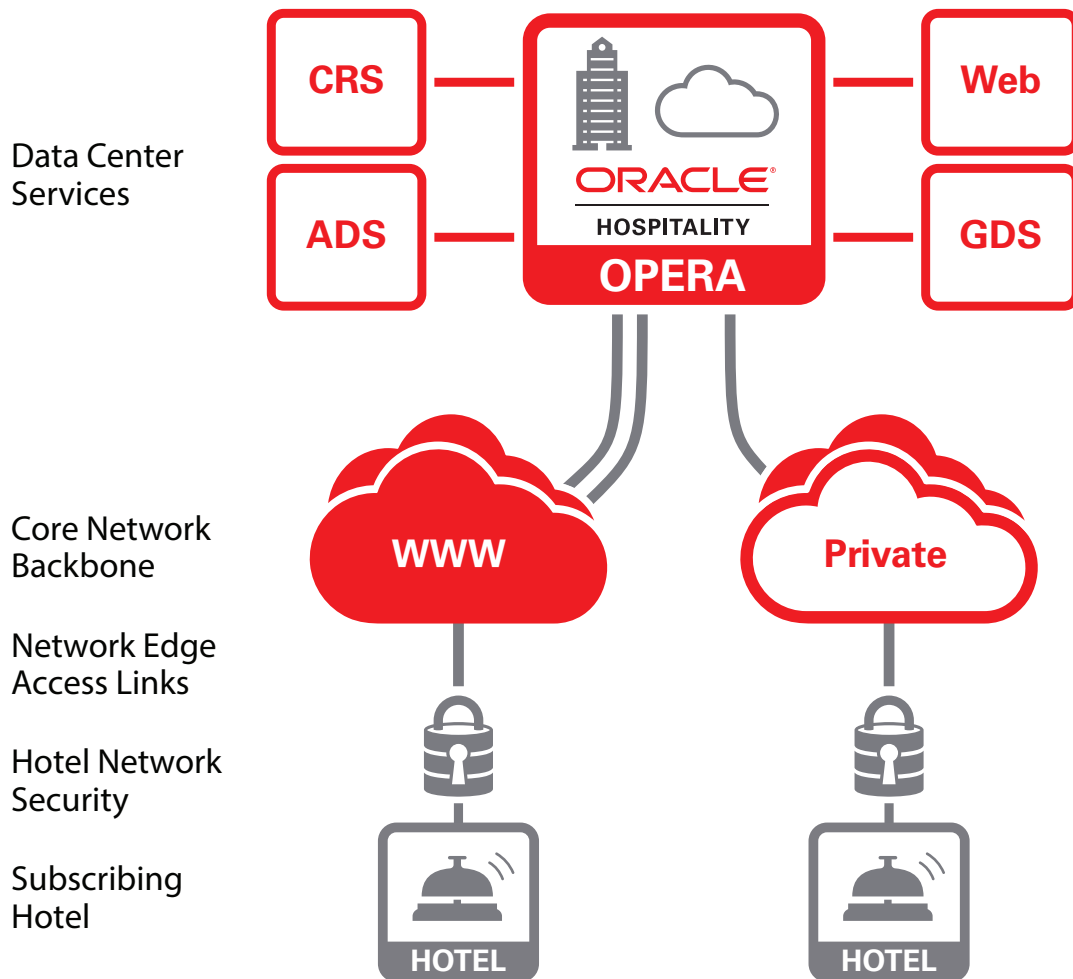 CRS
Web
Data Center
Services
ORACLE®
HOSPITALITY
ADS
GDS
OPERA
Core Network
Backbone
WWW
Private
Network Edge
Access Links
Hotel Network
Security
Subscribing
Hotel
HOTEL
HOTEL